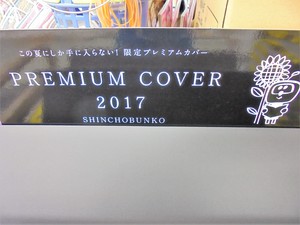 この夏にしか手に入らない!限定プレミアムカバー
PREMIUM COVER
2017
SHINCHOBUNKO